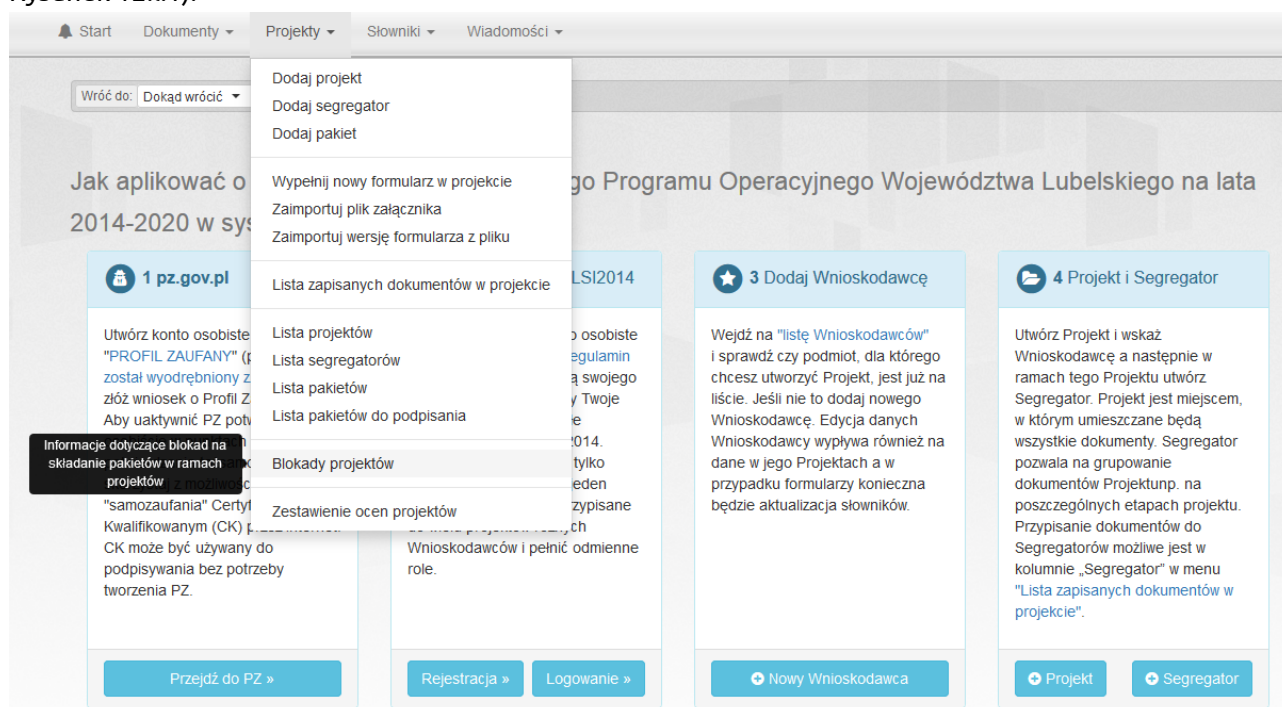 Start Dokumenty Projekty Słowniki Wiadomości
Wróć do: Dokąd wrócić
Dodaj projekt
Dodaj segregator
Dodaj pakiet
Wypełnij nowy formularz w projekcie
Zaimportuj plik załącznika
Zaimportuj wersję formularza z pliku
Lista zapisanych dokumentów w projekcie
Lista projektów
Lista segregatorów
Lista pakietów
Lista pakietów do podpisania
Blokady projektów
Zestawienie ocen projektów
Informacje dotyczące blokad na
składanie pakietów w ramach
projektów
Jak aplikować o go Programu Operacyjnego Województwa Lubelskiego na lata
2014-2020 w sys
1 pz.gov.pl
Utwórz konto osobiste
"PROFIL ZAUFANY" (p
został wyodrębniony z
złóż wniosek o Profil Z
Aby uaktywnić PZ potw
"samozaufania" Certyf
Kwalifikowanym (CK) przez internet.
CK może być używany do
podpisywania bez potrzeby
tworzenia PZ.
Przejdź do PZ »
LSI2014
o osobiste
egulamin
ą swojego
y Twoje
e
2014.
tylko
eden
zypisane
do wielu projektów różnych
Wnioskodawców i pełnić odmienne
role.
Rejestracja » Logowanie »
3 Dodaj Wnioskodawcę
Wejdź na "listę Wnioskodawców"
i sprawdź czy podmiot, dla którego
chcesz utworzyć Projekt, jest już na
liście. Jeśli nie to dodaj nowego
Wnioskodawcę. Edycja danych
Wnioskodawcy wypływa również na
dane w jego Projektach a w
przypadku formularzy konieczna
będzie aktualizacja słowników.
Nowy Wnioskodawca
4 Projekt i Segregator
Utwórz Projekt i wskaż
Wnioskodawcę a następnie w
ramach tego Projektu utwórz
Segregator. Projekt jest miejscem,
w którym umieszczane będą
wszystkie dokumenty. Segregator
pozwala na grupowanie
dokumentów Projektunp. na
poszczególnych etapach projektu.
Przypisanie dokumentów do
Segregatorów możliwe jest w
kolumnie „Segregator" w menu
"Lista zapisanych dokumentów w
projekcie".
Projekt Segregator